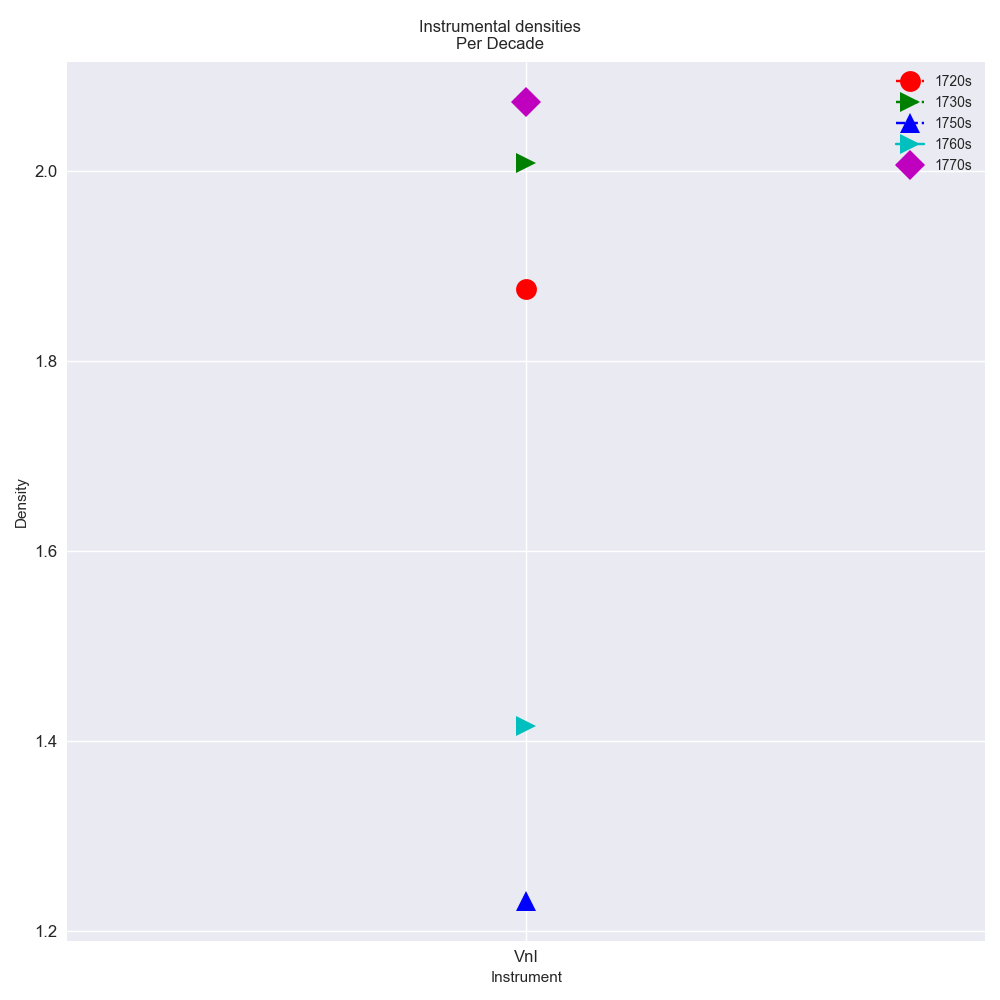 Instrumental densities
Per Decade
1720s
1730s
1750s
1760s
1770s
2.0
1.8
1.6
1.4
1.2
Density
VnI
Instrument